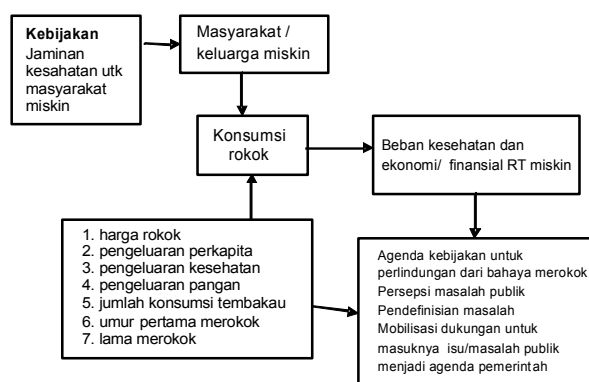 Kebijakan
Jaminan
kesahatan utk
masyarakat
miskin
Masyarakat /
keluarga miskin
Konsumsi
rokok
Beban kesehatan dan
ekonomi/ finansial RT miskin
1. harga rokok
2. pengeluran perkapita
3. pengeluaran kesehatan
4. pengeluaran pangan
5. jumlah konsumsi tembakau
6. umur pertama merokok
7. lama merokok
Agenda kebijakan untuk
perlindungan dari bahaya merokok
Persepsi masalah publik
Pendefinisian masalah
Mobilisasi dukungan untuk
masuknya isu/masalah publik
menjadi agenda pemerintah